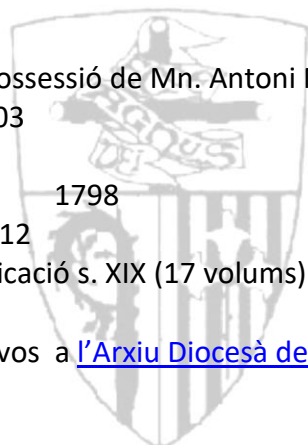 ossessió de Mn. Antoni
03
1798
12
icació s. XIX (17 volums)
vos a l'Arxiu Diocesà de